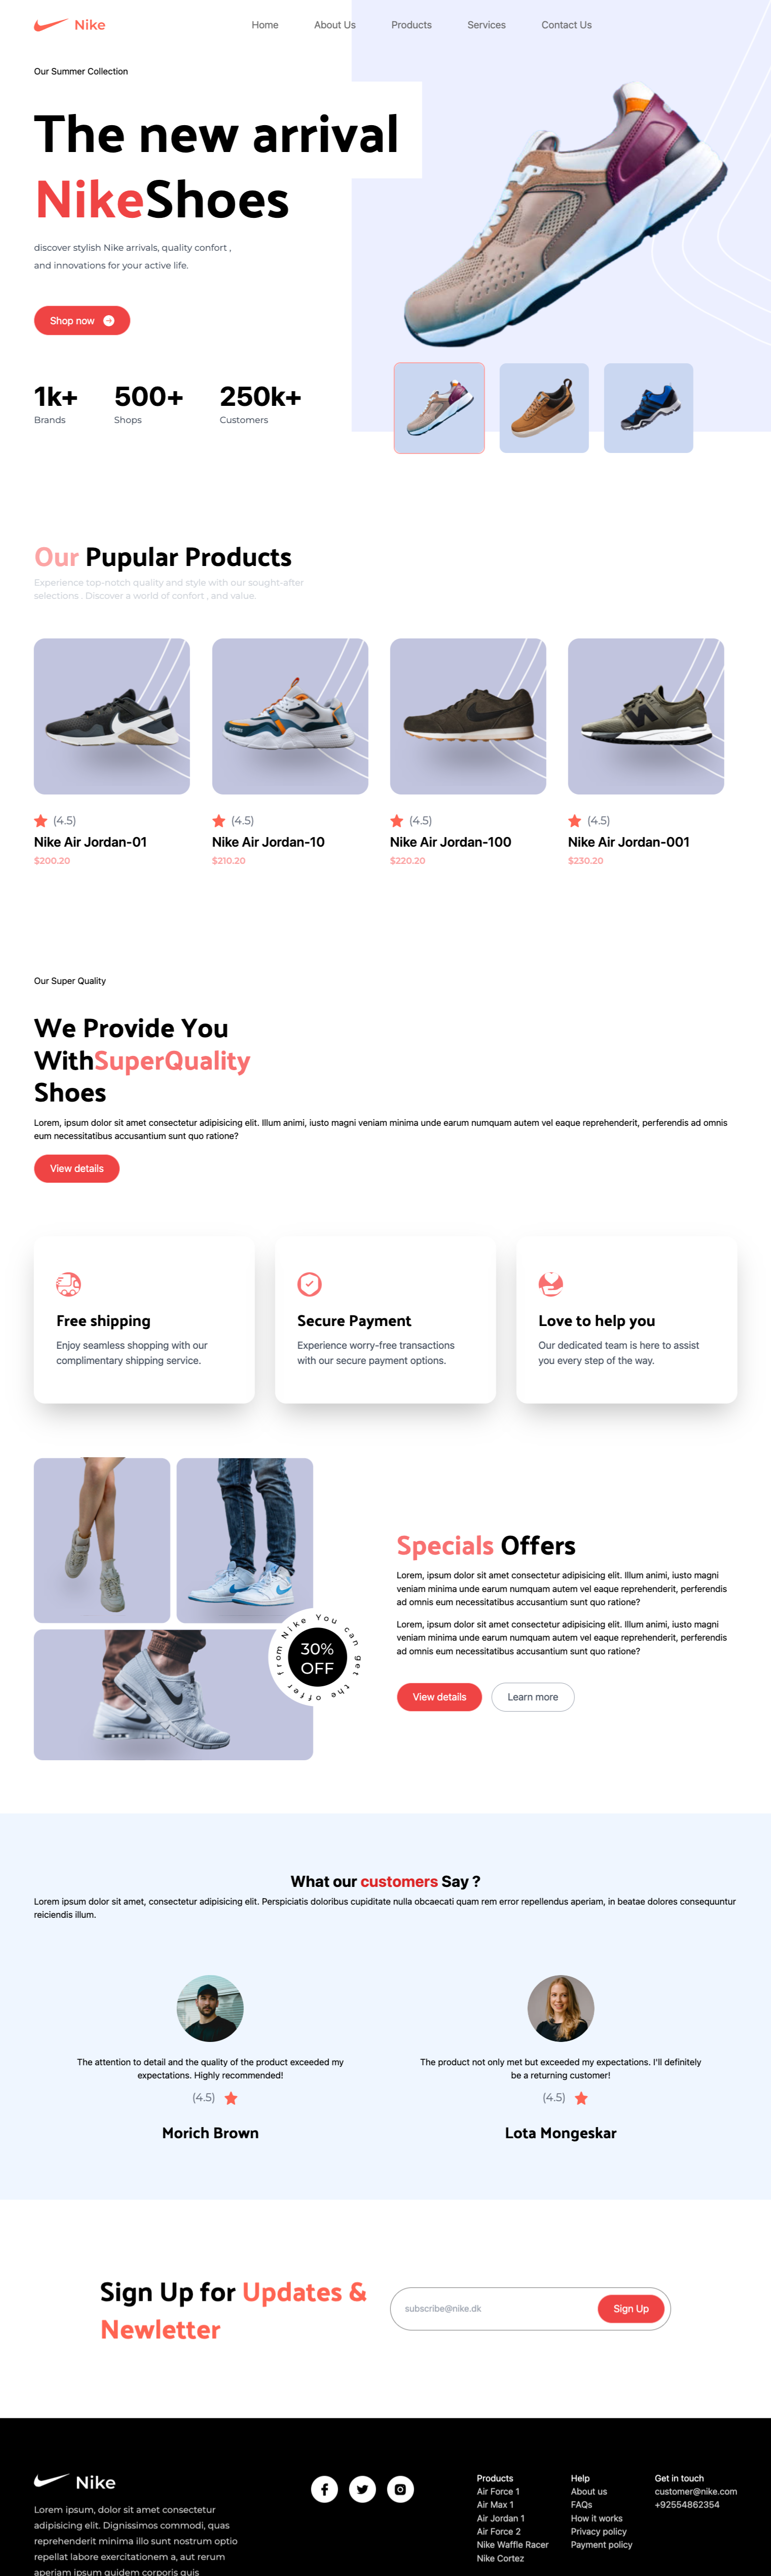 Nike
Home About Us Products Services Contact Us
Our Summer Collection
The new arrival
NikeShoes
discover stylish Nike arrivals, quality confort ,
and innovations for your active life.
Shop now
1k+ 500+ 250k+
Brands Shops Customers
Our Pupular Products
Experience top-notch quality and style with our sought-after
selections . Discover a world of confort , and value.
(4.5) (4.5) (4.5) (4.5)
Nike Air Jordan-01 Nike Air Jordan-10 Nike Air Jordan-100 Nike Air Jordan-001
$200.20 $210.20 $220.20 $230.20
Our Super Quality
We Provide You
WithSuperQuality
Shoes
Lorem, ipsum dolor sit amet consectetur adipisicing elit. Illum animi, iusto magni veniam minima unde earum numquam autem vel eaque reprehenderit, perferendis ad omnis
eum necessitatibus accusantium sunt quo ratione?
View details
Free shipping
Enjoy seamless shopping with our
complimentary shipping service.
Secure Payment
Experience worry-free transactions
with our secure payment options.
Love to help you
Our dedicated team is here to assist
you every step of the way.
You can get the offer from Nike
30%
OFF
Specials Offers
Lorem, ipsum dolor sit amet consectetur adipisicing elit. Illum animi, iusto magni
veniam minima unde earum numquam autem vel eaque reprehenderit, perferendis
ad omnis eum necessitatibus accusantium sunt quo ratione?
Lorem, ipsum dolor sit amet consectetur adipisicing elit. Illum animi, iusto magni
veniam minima unde earum numquam autem vel eaque reprehenderit, perferendis
ad omnis eum necessitatibus accusantium sunt quo ratione?
View details Learn more
What our customers Say ?
Lorem ipsum dolor sit amet, consectetur adipisicing elit. Perspiciatis doloribus cupiditate nulla obcaecati quam rem error repellendus aperiam, in beatae dolores consequuntur
reiciendis illum.
The attention to detail and the quality of the product exceeded my
expectations. Highly recommended!
(4.5)
Morich Brown
The product not only met but exceeded my expectations. I'll definitely
be a returning customer!
(4.5)
Lota Mongeskar
Sign Up for Updates &
Newletter
subscribe@nike.dk
Sign Up
Nike
Lorem ipsum, dolor sit amet consectetur
adipisicing elit. Dignissimos commodi, quas
reprehenderit minima illo sunt nostrum optio
repellat labore exercitationem a, aut rerum
aperiam ipsum quidem corporis quis
Products
Air Force 1
Air Max 1
Air Jordan 1
Air Force 2
Nike Waffle Racer
Nike Cortez
Help
About us
FAQs
How it works
Privacy policy
Payment policy
Get in touch
customer@nike.com
+92554862354